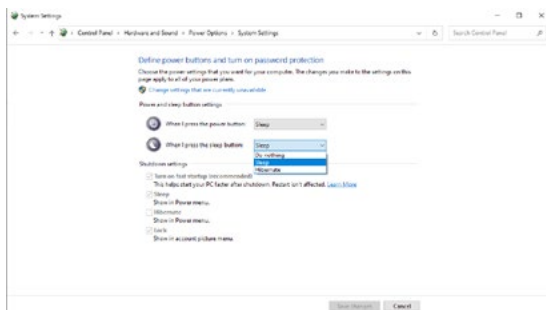 System Settings
Control Panel > Hardware and Sound > Power Options > System Settings
Search Control Panel
Define power buttons and turn on password protection
Choose the power settings that you want for your computer. The changes you make to the settings on this
page apply to all of your power plans.
Change settings that are currently unavailable
Power and sleep button settings
When I press the power button: Sleep
When I press the sleep button: Sleep
Do nothing
Sleep
Hibernate
Shutdown settings
Turn on fast startup (recommended)
This helps start your PC faster after shutdown. Restart isn't affected. Learn More
Sleep
Show in Power menu.
Hibernate
Show in Power menu.
Lock
Show in account picture menu.
Save changes
Cancel